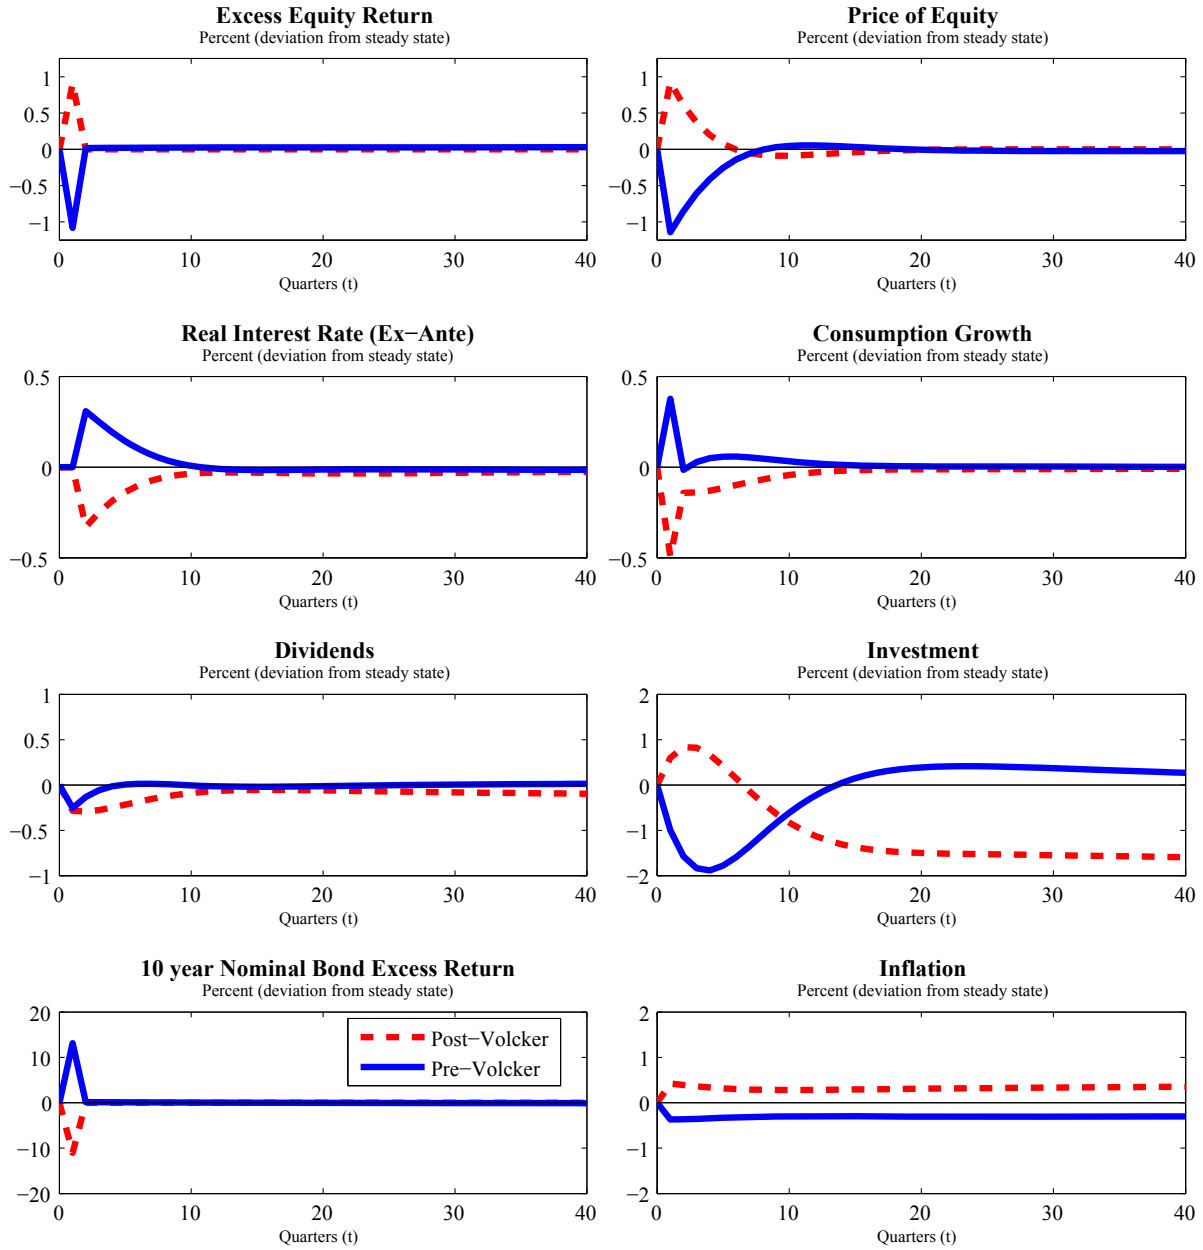 Excess Equity Return
Percent (deviation from steady state)
1
0.5
0
−0.5
−1
0 10 20 30 40
Quarters (t)
Price of Equity
Percent (deviation from steady state)
1
0.5
0
−0.5
−1
0 10 20 30 40
Quarters (t)
Real Interest Rate (Ex−Ante)
Percent (deviation from steady state)
0.5
0
−0.5
0 10 20 30 40
Quarters (t)
Consumption Growth
Percent (deviation from steady state)
0.5
0
−0.5
0 10 20 30 40
Quarters (t)
Dividends
Percent (deviation from steady state)
1
0.5
0
−0.5
−1
0 10 20 30 40
Quarters (t)
Investment
Percent (deviation from steady state)
2
1
0
−1
−2
0 10 20 30 40
Quarters (t)
10 year Nominal Bond Excess Return
Percent (deviation from steady state)
20
10
0
−10
−20
Post−Volcker
Pre−Volcker
0 10 20 30 40
Quarters (t)
Inflation
Percent (deviation from steady state)
2
1
0
−1
−2
0 10 20 30 40
Quarters (t)